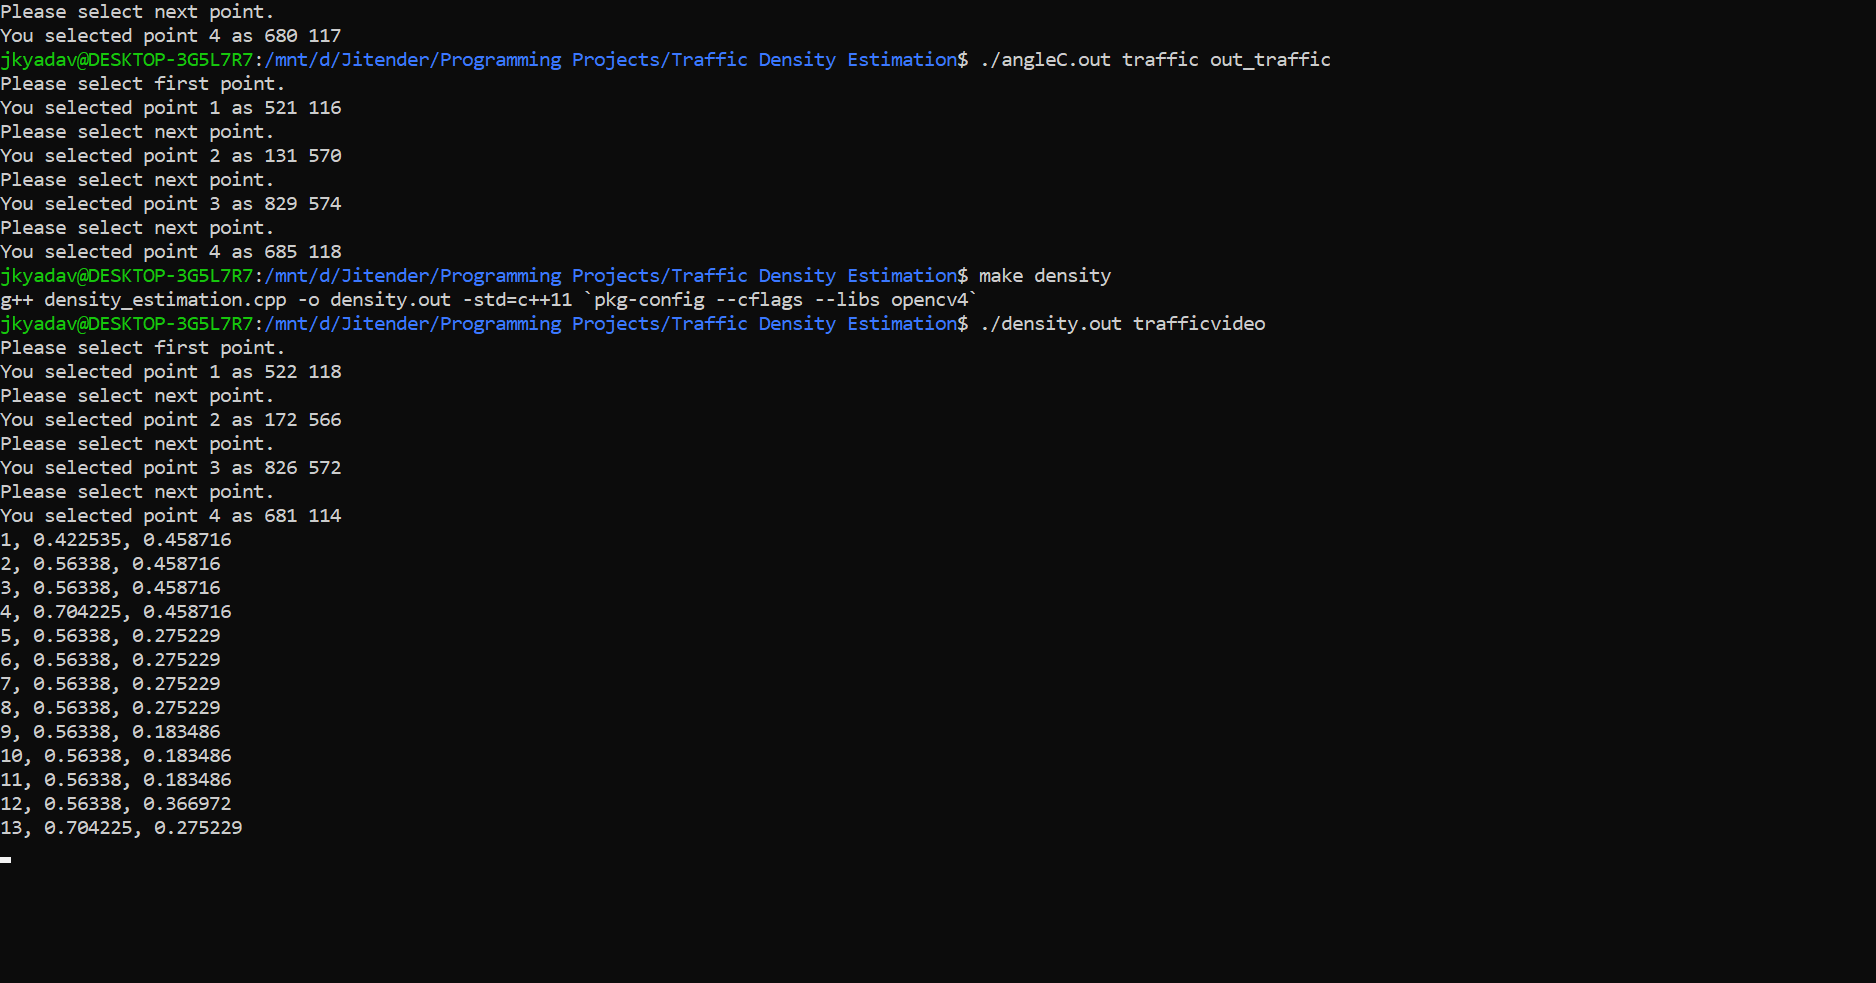 Please select next point.
You selected point 4 as 680 117
jkyadav@DESKTOP-3G5L7R7:/mnt/d/Jitender/Programming Projects/Traffic Density Estimation$ ./angleC.out traffic out_traffic
Please select first point.
You selected point 1 as 521 116
Please select next point.
You selected point 2 as 131 570
Please select next point.
You selected point 3 as 829 574
Please select next point.
You selected point 4 as 685 118
jkyadav@DESKTOP-3G5L7R7:/mnt/d/Jitender/Programming Projects/Traffic Density Estimation$ make density
g++ density_estimation.cpp -o density.out -std=c++11 `pkg-config --cflags --libs opencv4`
jkyadav@DESKTOP-3G5L7R7:/mnt/d/Jitender/Programming Projects/Traffic Density Estimation$ ./density.out trafficvideo
Please select first point.
You selected point 1 as 522 118
Please select next point.
You selected point 2 as 172 566
Please select next point.
You selected point 3 as 826 572
Please select next point.
You selected point 4 as 681 114
1, 0.422535, 0.458716
2, 0.56338, 0.458716
3, 0.56338, 0.458716
4, 0.704225, 0.458716
5, 0.56338, 0.275229
6, 0.56338, 0.275229
7, 0.56338, 0.275229
8, 0.56338, 0.275229
9, 0.56338, 0.183486
10, 0.56338, 0.183486
11, 0.56338, 0.183486
12, 0.56338, 0.366972
13, 0.704225, 0.275229